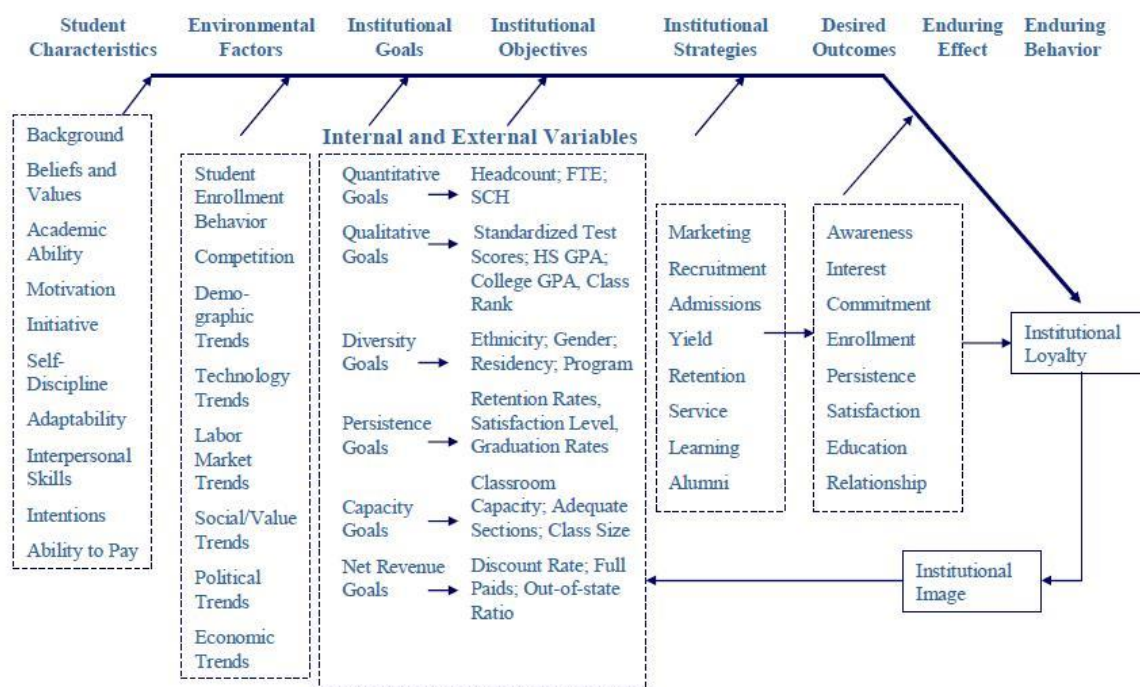 Student
Characteristics
Environmental
Factors
Institutional
Goals
Institutional
Objectives
Institutional
Strategies
Desired
Outcomes
Enduring
Effect
Enduring
Behavior
Internal and External Variables
Background
Beliefs and
Values
Academic
Ability
Motivation
Initiative
Self-
Discipline
Adaptability
Interpersonal
Skills
Intentions
Ability to Pay
Student
Enrollment
Behavior
Competition
Demo-
graphic
Trends
Technology
Trends
Labor
Market
Trends
Social/Value
Trends
Political
Trends
Economic
Trends
Quantitative
Goals
Headcount; FTE;
SCH
Qualitative
Goals
Standardized Test
Scores; HS GPA;
College GPA, Class
Rank
Diversity
Goals
Ethnicity; Gender;
Residency; Program
Persistence
Goals
Retention Rates,
Satisfaction Level,
Graduation Rates
Capacity
Goals
Classroom
Capacity; Adequate
Sections; Class Size
Net Revenue
Goals
Discount Rate; Full
Paids; Out-of-state
Ratio
Marketing
Recruitment
Admissions
Yield
Retention
Service
Learning
Alumni
Awareness
Interest
Commitment
Enrollment
Persistence
Satisfaction
Education
Relationship
Institutional
Loyalty
Institutional
Image